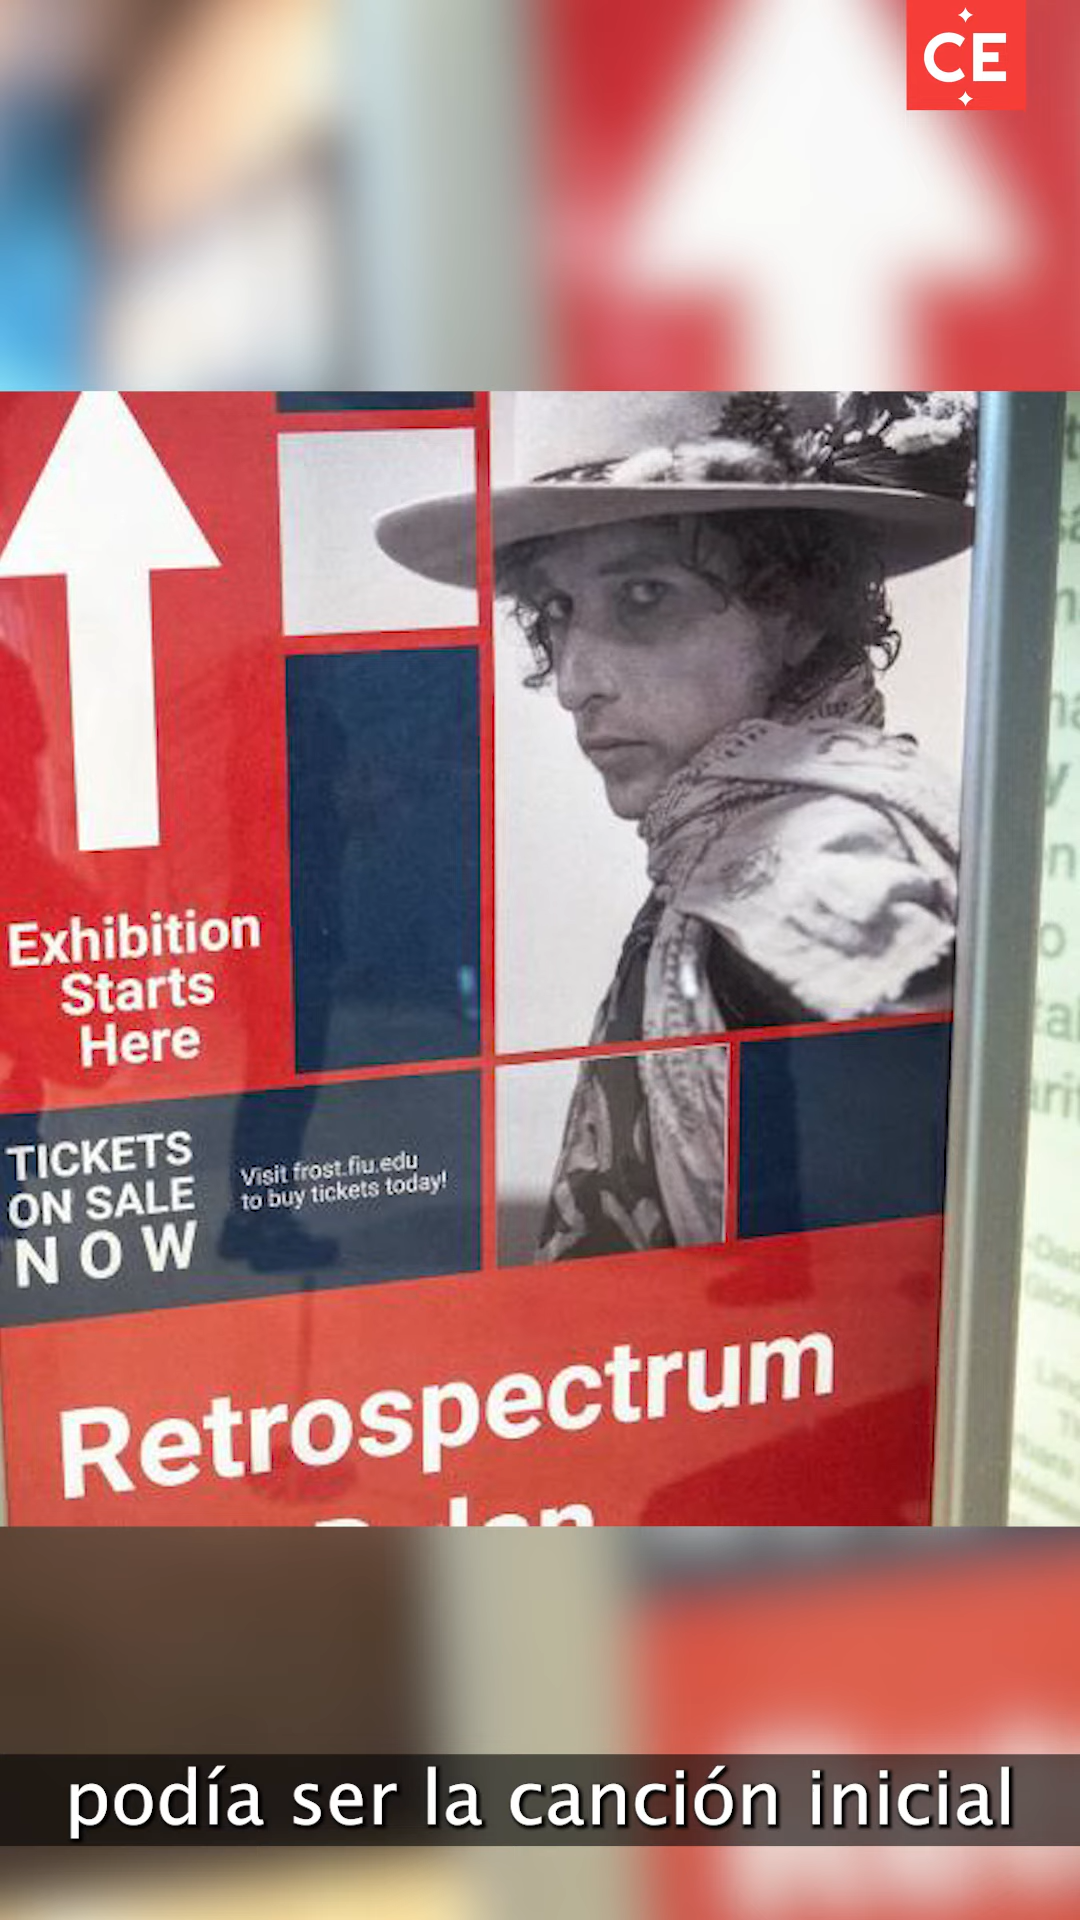 CE
Exhibition
Starts
Here
TICKETS
ON SALE
NOW
Visit frost.fiu.edu
to buy tickets today!
Retrospectrum
podía ser la canción inicial